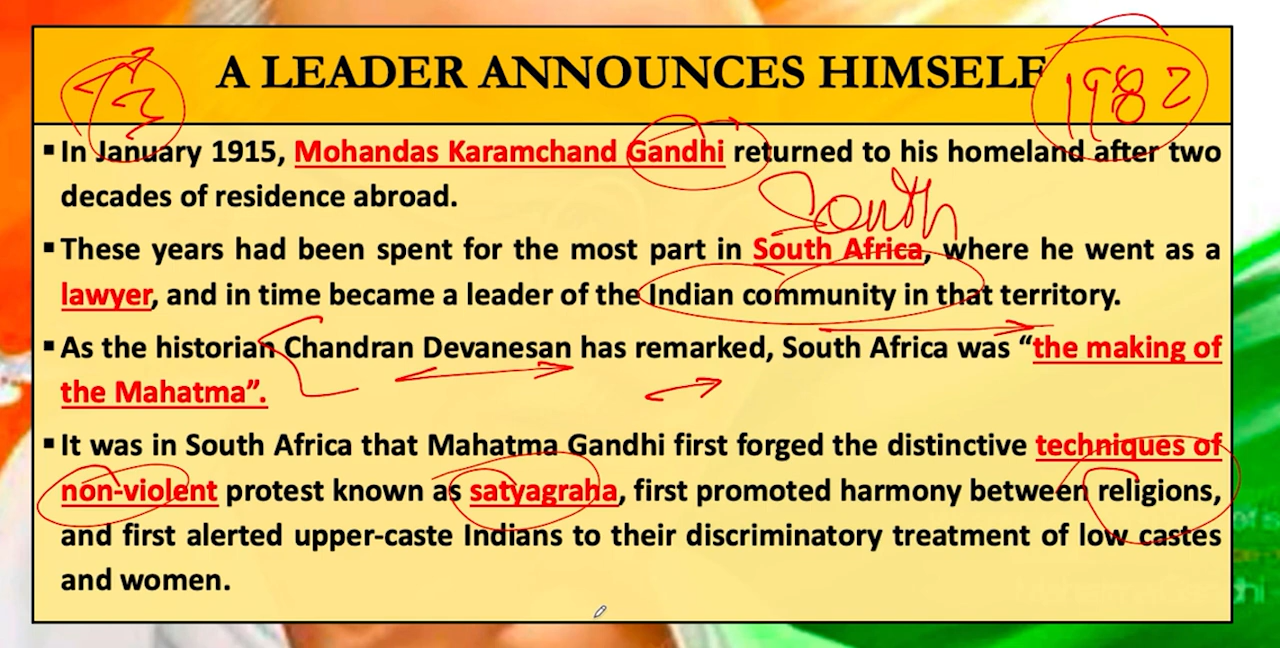 A LEADER ANNOUNCES HIMSELF
1982
▪ In January 1915, Mohandas Karamchand Gandhi returned to his homeland after two
decades of residence abroad.
South
▪ These years had been spent for the most part in South Africa, where he went as a
lawyer, and in time became a leader of the Indian community in that territory.
▪ As the historian Chandran Devanesan has remarked, South Africa was “the making of
the Mahatma”.
▪ It was in South Africa that Mahatma Gandhi first forged the distinctive techniques of
non-violent protest known as satyagraha, first promoted harmony between religions,
and first alerted upper-caste Indians to their discriminatory treatment of low castes
and women.